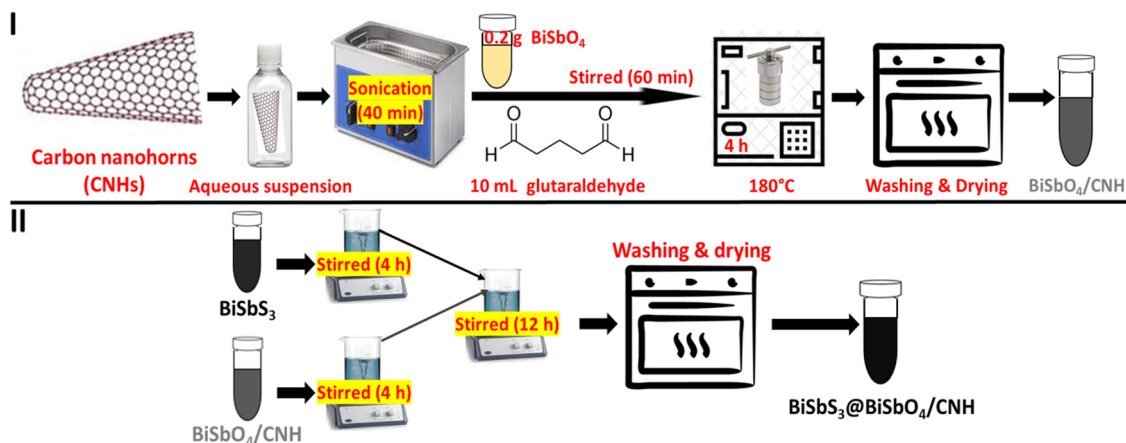 I
0.2 g BiSbO₄
Sonication
(40 min)
Stirred (60 min)
O
O
H
H
4 h
Carbon nanohorns
(CNHs)
Aqueous suspension
10 mL glutaraldehyde
180°C
Washing & Drying
BiSbO₄/CNH
II
Washing & drying
Stirred (4 h)
BiSbS₃
Stirred (12 h)
Stirred (4 h)
BiSbS₃@BiSbO₄/CNH
BiSbO₄/CNH